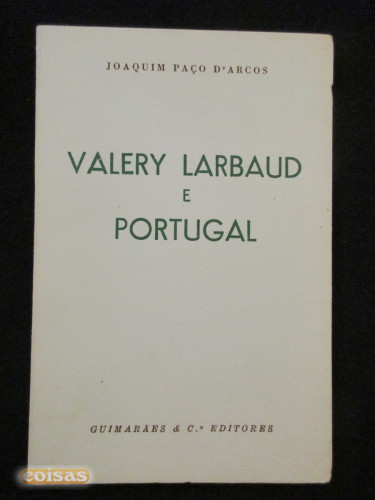 JOAQUIM PAÇO D'ARCOS
VALERY LARBAUD
E
PORTUGAL
GUIMARÃES & C.ª EDITORES
coisas